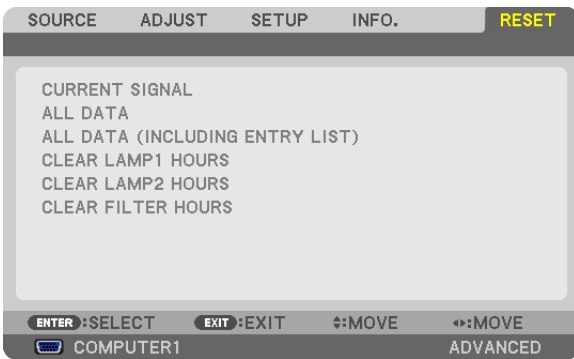 SOURCE ADJUST SETUP INFO. RESET
CURRENT SIGNAL
ALL DATA
ALL DATA (INCLUDING ENTRY LIST)
CLEAR LAMP1 HOURS
CLEAR LAMP2 HOURS
CLEAR FILTER HOURS
ENTER :SELECT EXIT :EXIT :MOVE :MOVE
COMPUTER1 ADVANCED